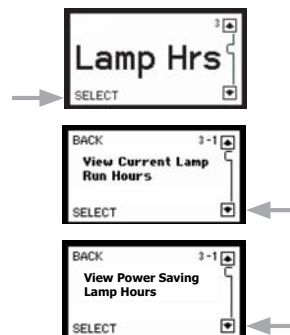 3
Lamp Hrs
SELECT
BACK 3-1
View Current Lamp
Run Hours
SELECT
BACK 3-1
View Power Saving
Lamp Hours
SELECT